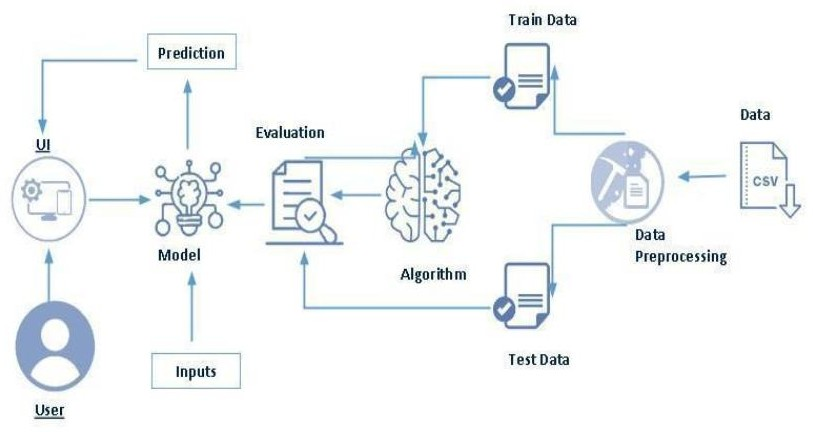 Train Data
Prediction
Data
Evaluation
UI
CSV
Model
Data
Preprocessing
Algorithm
Test Data
Inputs
User